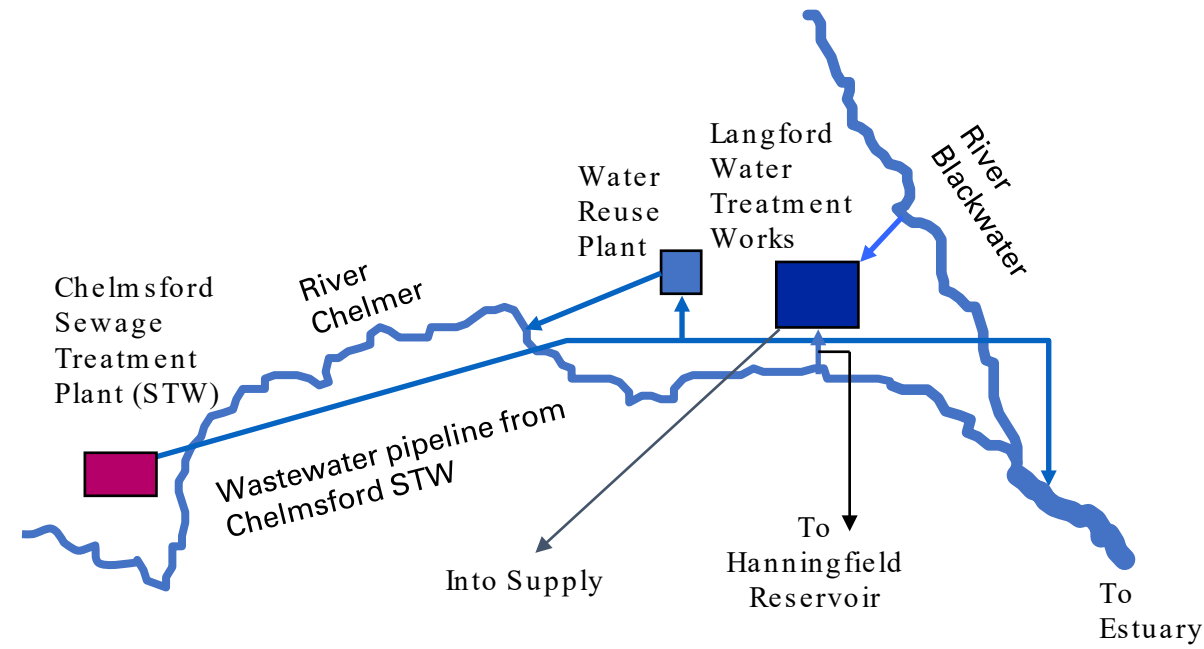 Langford
Water
Treatment
Works
River
Blackwater
Water
Reuse
Plant
River
Chelmer
Chelmsford
Sewage
Treatment
Plant (STW)
Wastewater pipeline from
Chelmsford STW
Into Supply
To
Hanningfield
Reservoir
To
Estuary